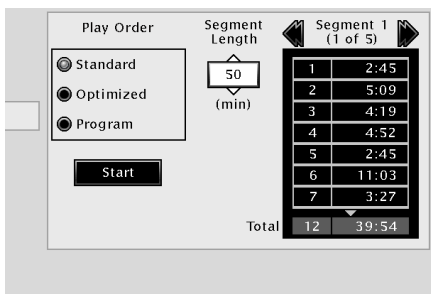 Play Order
Standard
Optimized
Program
Start
Segment
Length
50
(min)
Segment 1
(1 of 5)
1 2:45
2 5:09
3 4:19
4 4:52
5 2:45
6 11:03
7 3:27
Total 12 39:54